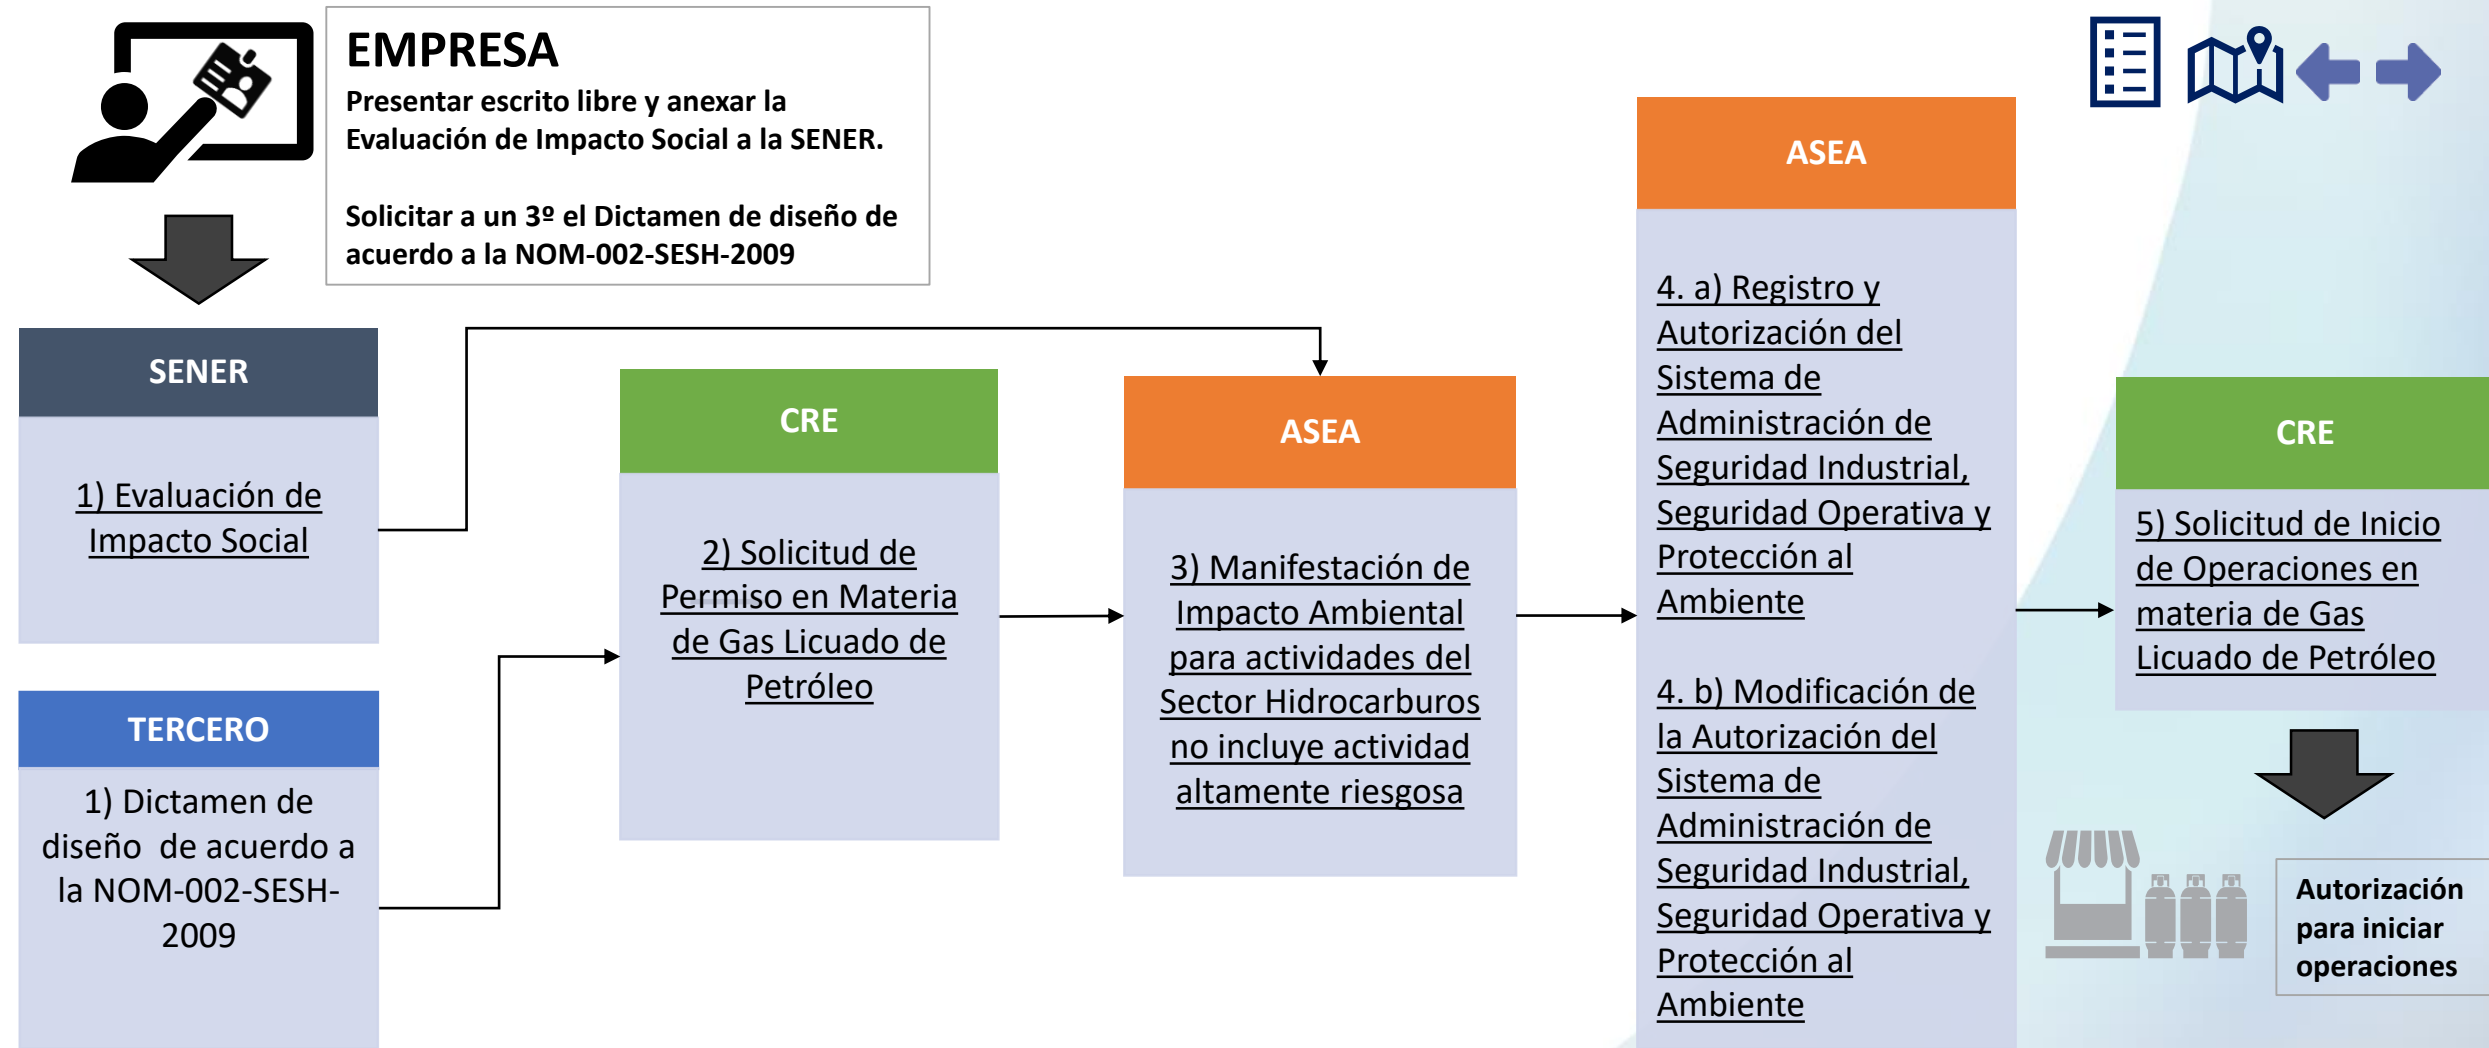 EMPRESA
Presentar escrito libre y anexar la
Evaluación de Impacto Social a la SENER.
Solicitar a un 3º el Dictamen de diseño de
acuerdo a la NOM-002-SESH-2009
SENER
1) Evaluación de
Impacto Social
TERCERO
1) Dictamen de
diseño de acuerdo a
la NOM-002-SESH-
2009
CRE
2) Solicitud de
Permiso en Materia
de Gas Licuado de
Petróleo
ASEA
3) Manifestación de
Impacto Ambiental
para actividades del
Sector Hidrocarburos
no incluye actividad
altamente riesgosa
ASEA
4. a) Registro y
Autorización del
Sistema de
Administración de
Seguridad Industrial,
Seguridad Operativa y
Protección al
Ambiente
4. b) Modificación de
la Autorización del
Sistema de
Administración de
Seguridad Industrial,
Seguridad Operativa y
Protección al
Ambiente
CRE
5) Solicitud de Inicio
de Operaciones en
materia de Gas
Licuado de Petróleo
Autorización
para iniciar
operaciones